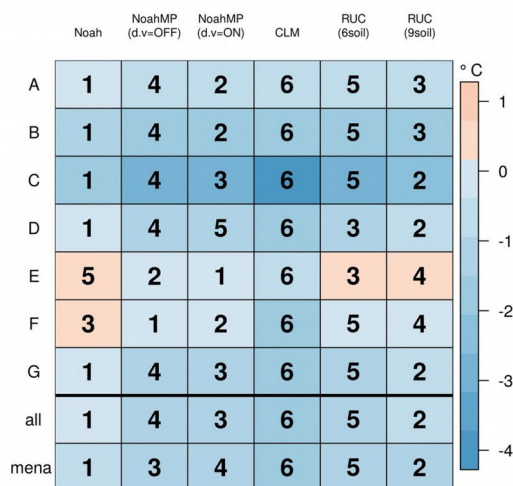 Noah NoahMP (d.v=OFF) NoahMP (d.v=ON) CLM RUC (6soil) RUC (9soil)
° C
A 1 4 2 6 5 3
B 1 4 2 6 5 3
C 1 4 3 6 5 2
D 1 4 5 6 3 2
E 5 2 1 6 3 4
F 3 1 2 6 5 4
G 1 4 3 6 5 2
all 1 4 3 6 5 2
mena 1 3 4 6 5 2
1
0
-1
-2
-3
-4